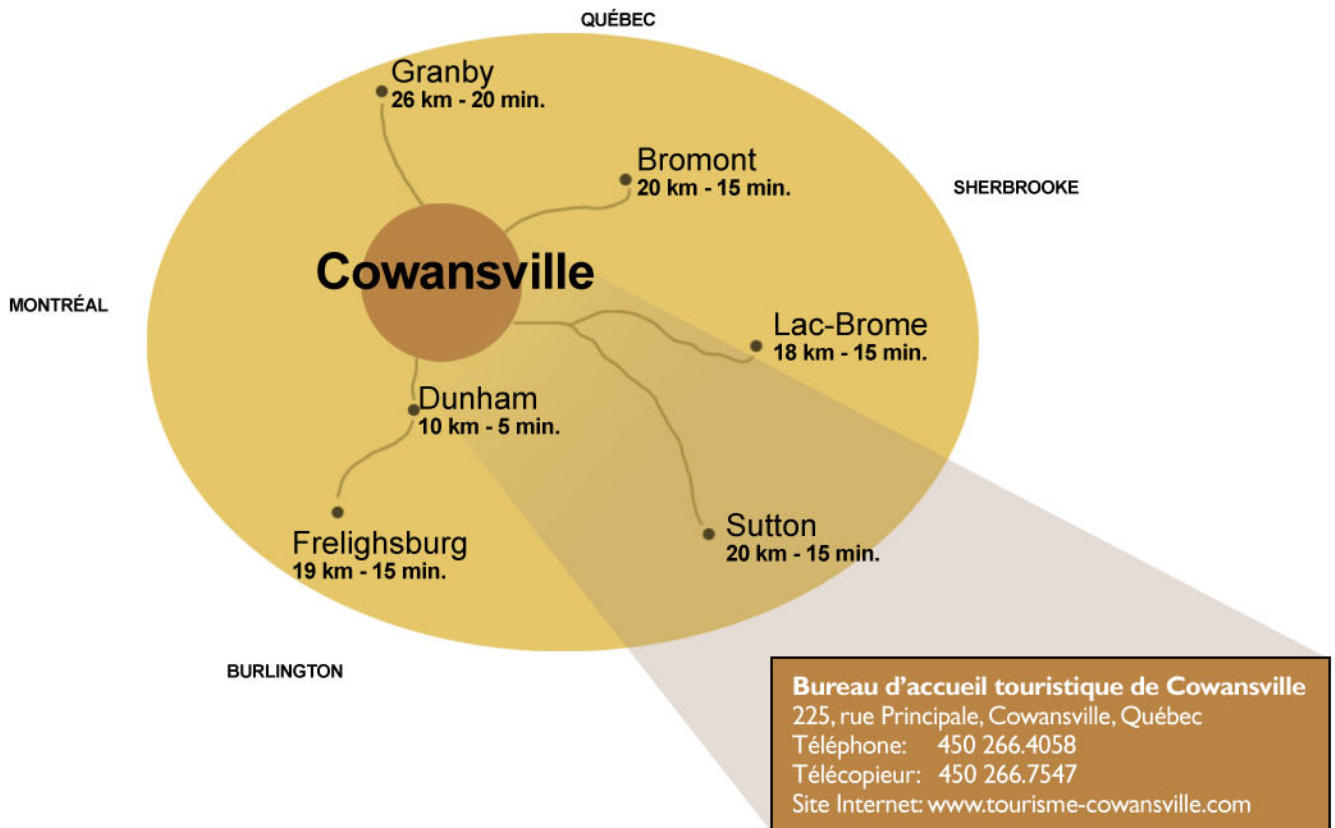 QUÉBEC
Granby
26 km - 20 min.
Bromont
20 km - 15 min.
SHERBROOKE
Cowansville
MONTRÉAL
Lac-Brome
18 km - 15 min.
Dunham
10 km - 5 min.
Sutton
20 km - 15 min.
Frelighsburg
19 km - 15 min.
BURLINGTON
Bureau d’accueil touristique de Cowansville
225, rue Principale, Cowansville, Québec
Téléphone: 450 266.4058
Télécopieur: 450 266.7547
Site Internet: www.tourisme-cowansville.com